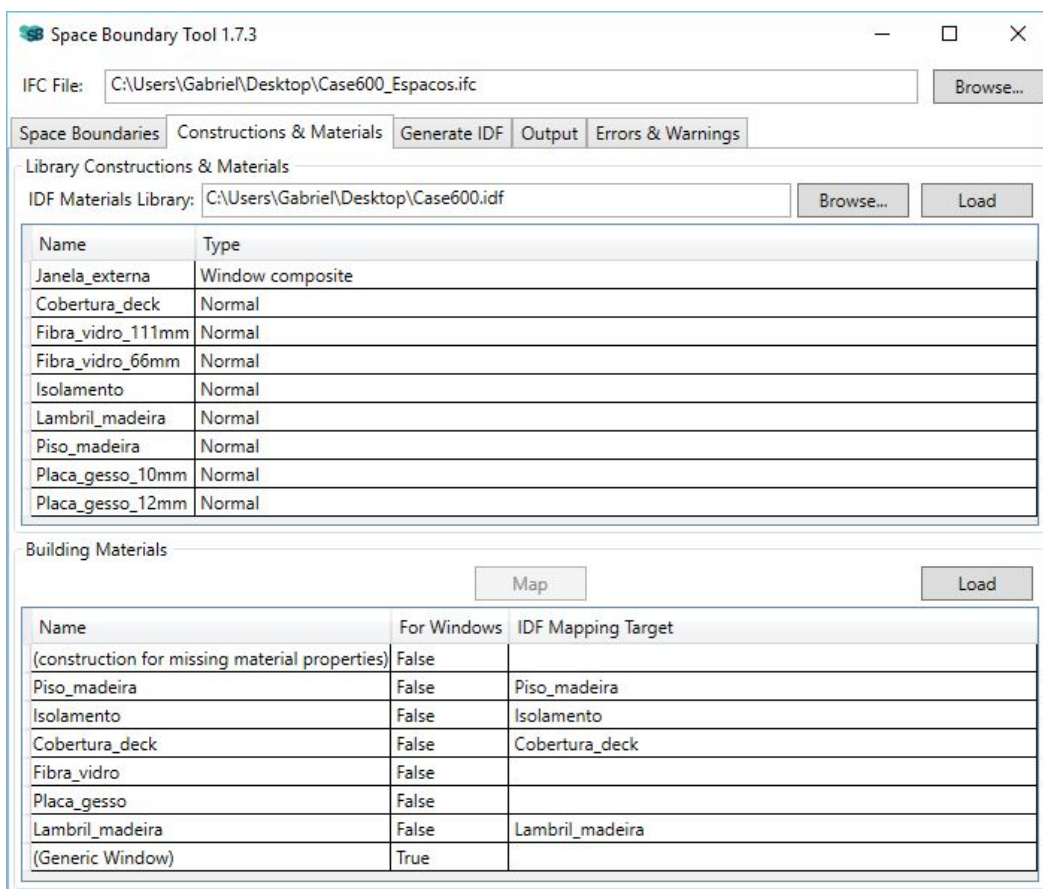 SB Space Boundary Tool 1.7.3
IFC File: C:\Users\Gabriel\Desktop\Case600_Espacos.ifc Browse...
Space Boundaries Constructions & Materials Generate IDF Output Errors & Warnings
Library Constructions & Materials
IDF Materials Library: C:\Users\Gabriel\Desktop\Case600.idf Browse... Load
Name Type
Janela_externa Window composite
Cobertura_deck Normal
Fibra_vidro_111mm Normal
Fibra_vidro_66mm Normal
Isolamento Normal
Lambril_madeira Normal
Piso_madeira Normal
Placa_gesso_10mm Normal
Placa_gesso_12mm Normal
Building Materials
Map Load
Name For Windows IDF Mapping Target
(construction for missing material properties) False
Piso_madeira False Piso_madeira
Isolamento False Isolamento
Cobertura_deck False Cobertura_deck
Fibra_vidro False
Placa_gesso False
Lambril_madeira False Lambril_madeira
(Generic Window) True